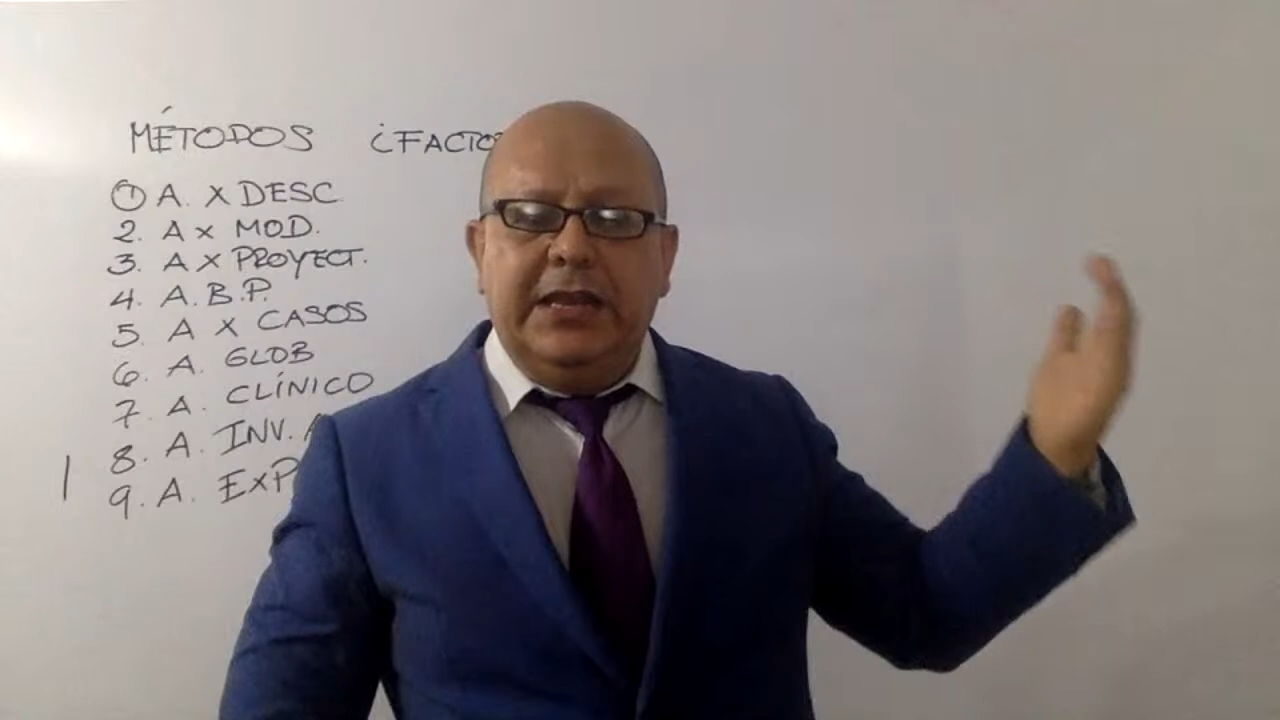 MÉTODOS ¿FACTO
1 A. X DESC.
2. A X MOD.
3. A X PROYECT.
4. A.B.P.
5. A X CASOS
6. A. GLOB
7. A. CLÍNICO
8. A. INV. A
9. A. EXP